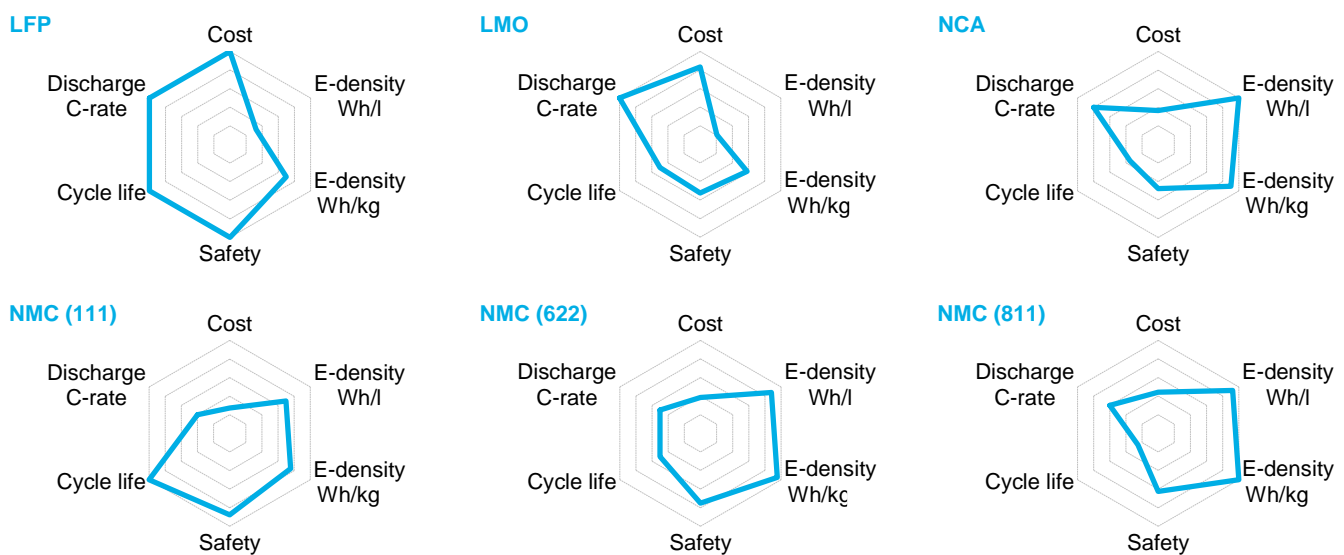 LFP
Cost
Discharge
C-rate
E-density
Wh/l
Cycle life
E-density
Wh/kg
Safety
LMO
Cost
Discharge
C-rate
E-density
Wh/l
Cycle life
E-density
Wh/kg
Safety
NCA
Cost
Discharge
C-rate
E-density
Wh/l
Cycle life
E-density
Wh/kg
Safety
NMC (111)
Cost
Discharge
C-rate
E-density
Wh/l
Cycle life
E-density
Wh/kg
Safety
NMC (622)
Cost
Discharge
C-rate
E-density
Wh/l
Cycle life
E-density
Wh/kg
Safety
NMC (811)
Cost
Discharge
C-rate
E-density
Wh/l
Cycle life
E-density
Wh/kg
Safety